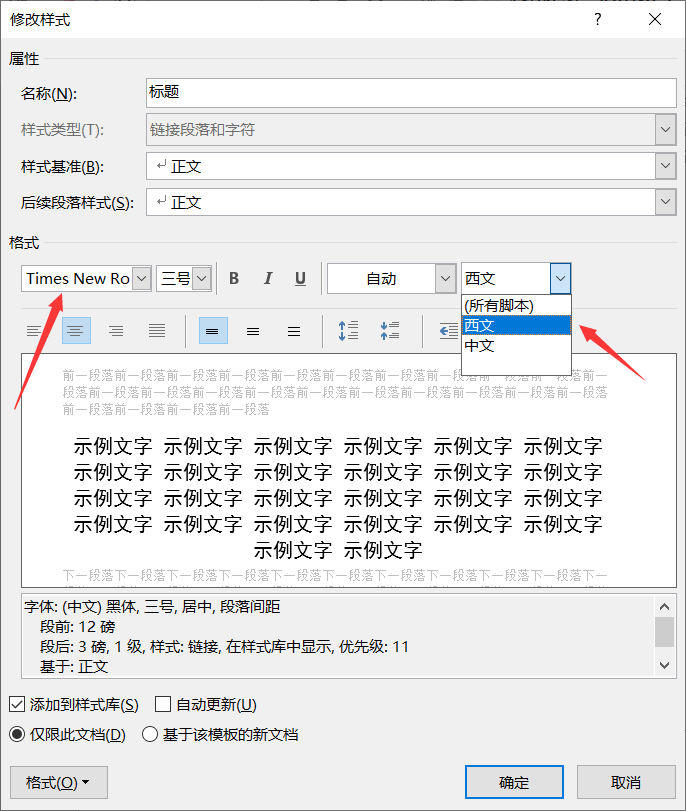 修改样式 ?
属性
名称(N): 标题
样式类型(T): 链接段落和字符
样式基准(B): 正文
后续段落样式(S): 正文
格式
Times New Ro 三号 B I U 自动 西文
(所有脚本)
西文
中文
前一段落前一段落前一段落前一段落前一段落前一段落前一段落前一段落前一段落前一段落前一
段落前一段落前一段落前一段落前一段落前一段落前一段落前一段落前一段落前一段落前一段落
前一段落前一段落前一段落前一段落
示例文字 示例文字 示例文字 示例文字 示例文字 示例文字
示例文字 示例文字 示例文字 示例文字 示例文字 示例文字
示例文字 示例文字 示例文字 示例文字 示例文字 示例文字
示例文字 示例文字 示例文字 示例文字 示例文字 示例文字
示例文字 示例文字
下一段落下一段落下一段落下一段落下一段落下一段落下一段落下一段落下一段落下一段落下一
字体: (中文) 黑体, 三号, 居中, 段落间距
段前: 12 磅
段后: 3 磅, 1 级, 样式: 链接, 在样式库中显示, 优先级: 11
基于: 正文
添加到样式库(S) 自动更新(U)
仅限此文档(D) 基于该模板的新文档
格式(O) 确定 取消